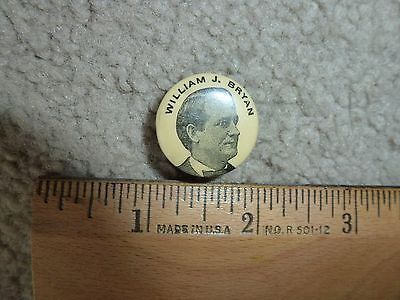 WILLIAM J. BRYAN
1 2 3
MADE IN U.S.A NO. R 501-12